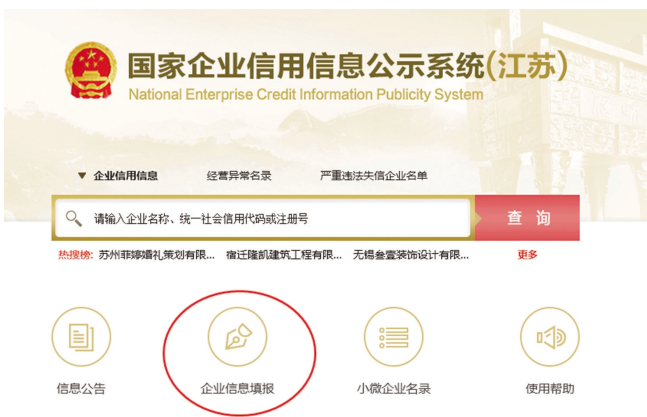 国家企业信用信息公示系统(江苏)
National Enterprise Credit Information Publicity System
企业信用信息 经营异常名录 严重违法失信企业名单
请输入企业名称、统一社会信用代码或注册号 查 询
热搜榜: 苏州菲婷婚礼策划有限... 宿迁隆凯建筑工程有限... 无锡叁壹装饰设计有限... 更多
信息公告 企业信息填报 小微企业名录 使用帮助